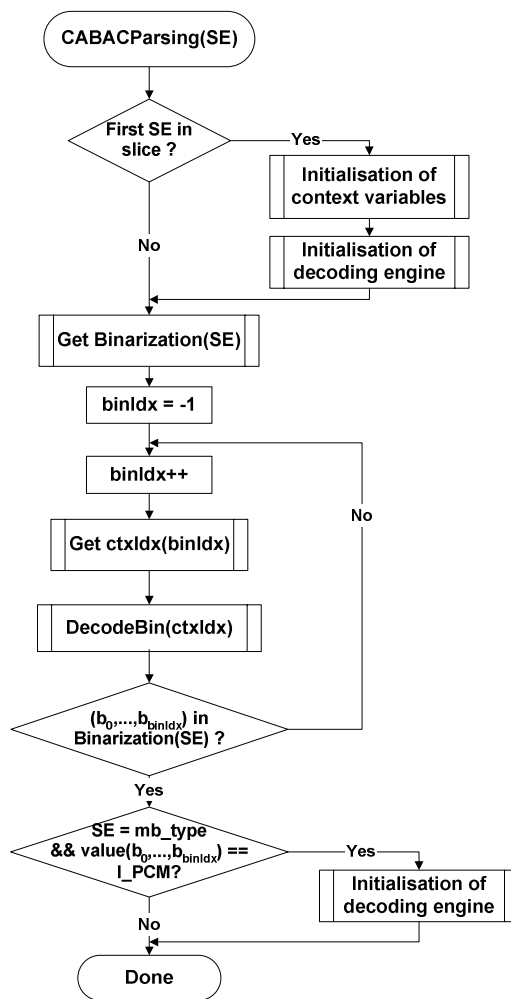 CABACParsing(SE)
First SE in
slice ?
Yes
Initialisation of
context variables
No
Initialisation of
decoding engine
Get Binarization(SE)
binIdx = -1
binIdx++
No
Get ctxIdx(binIdx)
DecodeBin(ctxIdx)
(b0,...,bbinIdx) in
Binarization(SE) ?
Yes
SE = mb_type
&& value(b0,...,bbinIdx) ==
I_PCM?
Yes
Initialisation of
decoding engine
No
Done